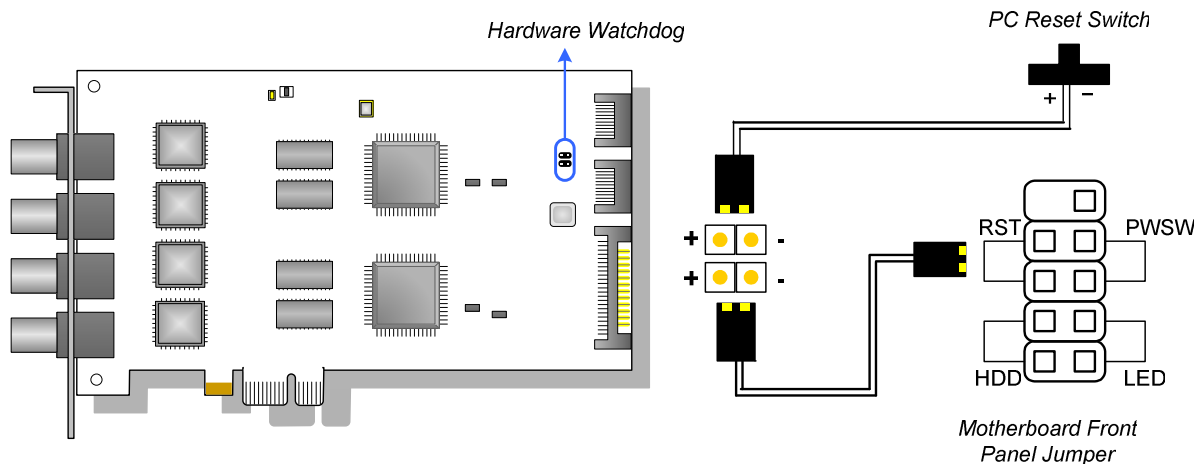 PC Reset Switch
Hardware Watchdog
+ −
+ -
+ -
RST PWSW
HDD LED
Motherboard Front
Panel Jumper